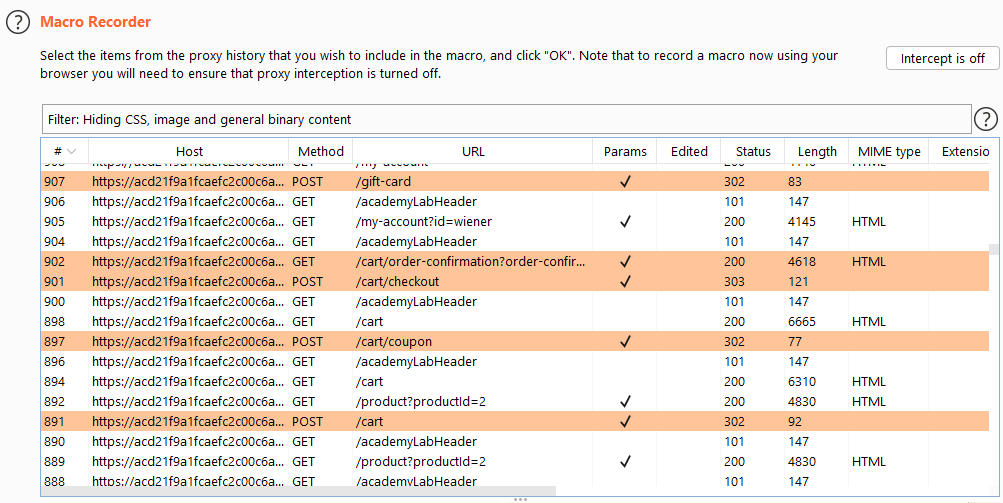 Macro Recorder
Select the items from the proxy history that you wish to include in the macro, and click "OK". Note that to record a macro now using your
browser you will need to ensure that proxy interception is turned off.
Intercept is off
Filter: Hiding CSS, image and general binary content
# Host Method URL Params Edited Status Length MIME type Extensio
908 https://acd21f9a1fcaefc2c00c6a... GET /my-account 200 HTML
907 https://acd21f9a1fcaefc2c00c6a... POST /gift-card ✓ 302 83
906 https://acd21f9a1fcaefc2c00c6a... GET /academyLabHeader 101 147
905 https://acd21f9a1fcaefc2c00c6a... GET /my-account?id=wiener ✓ 200 4145 HTML
904 https://acd21f9a1fcaefc2c00c6a... GET /academyLabHeader 101 147
902 https://acd21f9a1fcaefc2c00c6a... GET /cart/order-confirmation?order-confir... ✓ 200 4618 HTML
901 https://acd21f9a1fcaefc2c00c6a... POST /cart/checkout ✓ 303 121
900 https://acd21f9a1fcaefc2c00c6a... GET /academyLabHeader 101 147
898 https://acd21f9a1fcaefc2c00c6a... GET /cart 200 6665 HTML
897 https://acd21f9a1fcaefc2c00c6a... POST /cart/coupon ✓ 302 77
896 https://acd21f9a1fcaefc2c00c6a... GET /academyLabHeader 101 147
894 https://acd21f9a1fcaefc2c00c6a... GET /cart 200 6310 HTML
892 https://acd21f9a1fcaefc2c00c6a... GET /product?productId=2 ✓ 200 4830 HTML
891 https://acd21f9a1fcaefc2c00c6a... POST /cart ✓ 302 92
890 https://acd21f9a1fcaefc2c00c6a... GET /academyLabHeader 101 147
889 https://acd21f9a1fcaefc2c00c6a... GET /product?productId=2 ✓ 200 4830 HTML
888 https://acd21f9a1fcaefc2c00c6a... GET /academyLabHeader 101 147